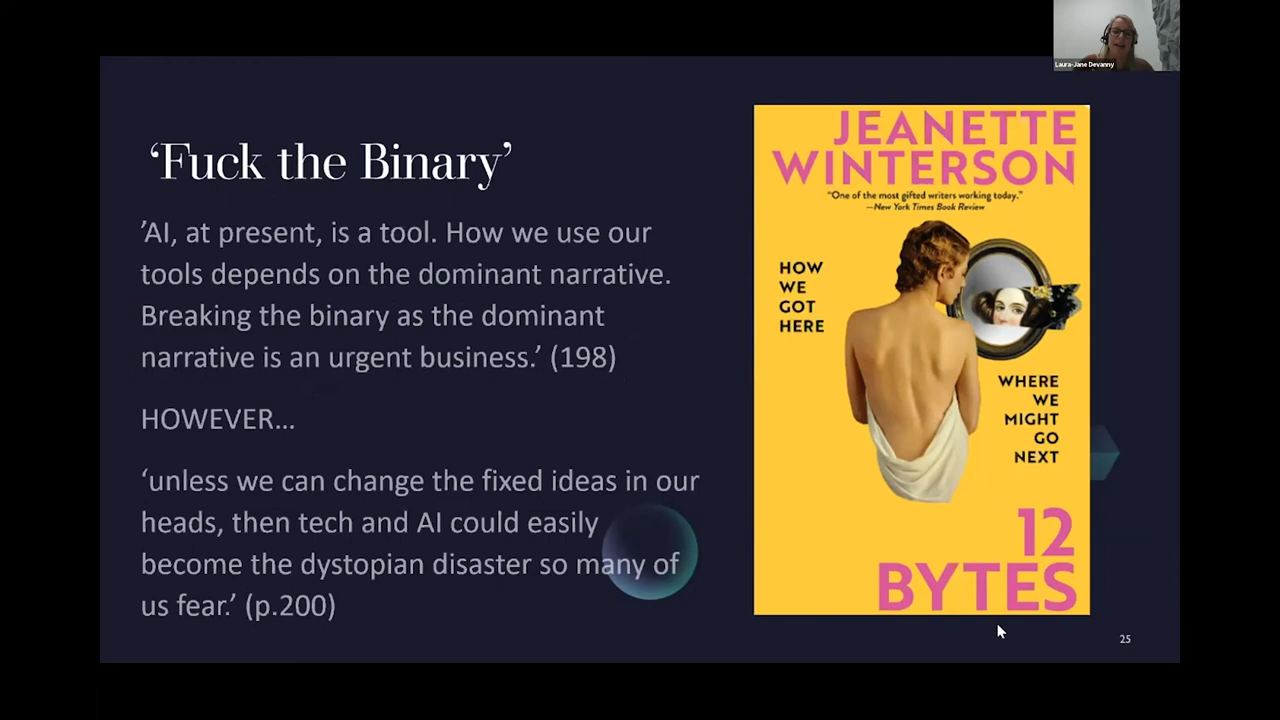 Laura-Jane Devanny
‘Fuck the Binary’
’AI, at present, is a tool. How we use our
tools depends on the dominant narrative.
Breaking the binary as the dominant
narrative is an urgent business.’ (198)
HOWEVER…
‘unless we can change the fixed ideas in our
heads, then tech and AI could easily
become the dystopian disaster so many of
us fear.’ (p.200)
JEANETTE
WINTERSON
“One of the most gifted writers working today.”
—New York Times Book Review
HOW
WE
GOT
HERE
WHERE
WE
MIGHT
GO
NEXT
12
BYTES
25